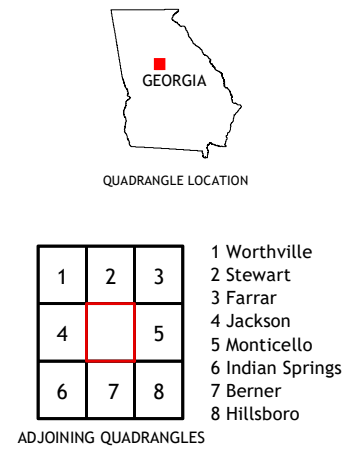 GEORGIA
QUADRANGLE LOCATION
1 2 3
4 5
6 7 8
1 Worthville
2 Stewart
3 Farrar
4 Jackson
5 Monticello
6 Indian Springs
7 Berner
8 Hillsboro
ADJOINING QUADRANGLES